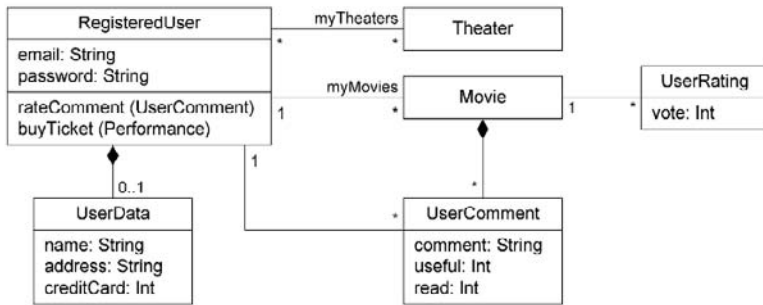 RegisteredUser
email: String
password: String
rateComment (UserComment)
buyTicket (Performance)
myTheaters
*
*
Theater
1
myMovies
*
Movie
1
*
UserRating
vote: Int
1
*
0..1
UserData
name: String
address: String
creditCard: Int
*
UserComment
comment: String
useful: Int
read: Int